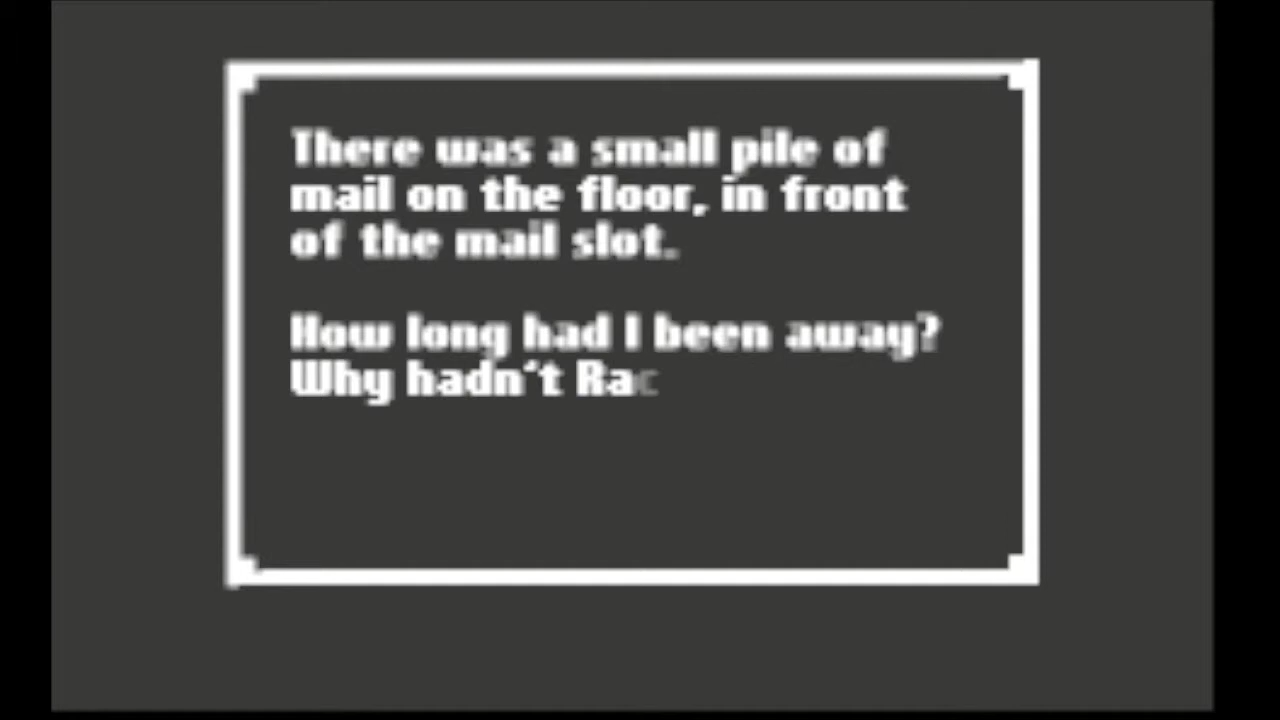 There was a small pile of
mail on the floor, in front
of the mail slot.
How long had I been away?
Why hadn't Rac